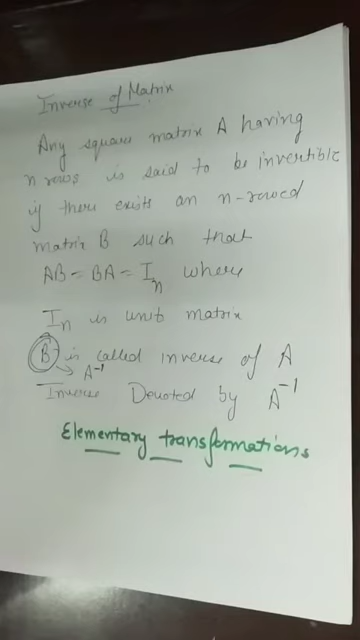 Inverse of Matrix
Any square matrix A having
n rows is said to be invertible
if there exists an n-rowed
matrix B such that
AB = BA = Iₙ where
Iₙ is unit matrix
B is called inverse of A
A⁻¹
Inverse Denoted by A⁻¹
Elementary transformations